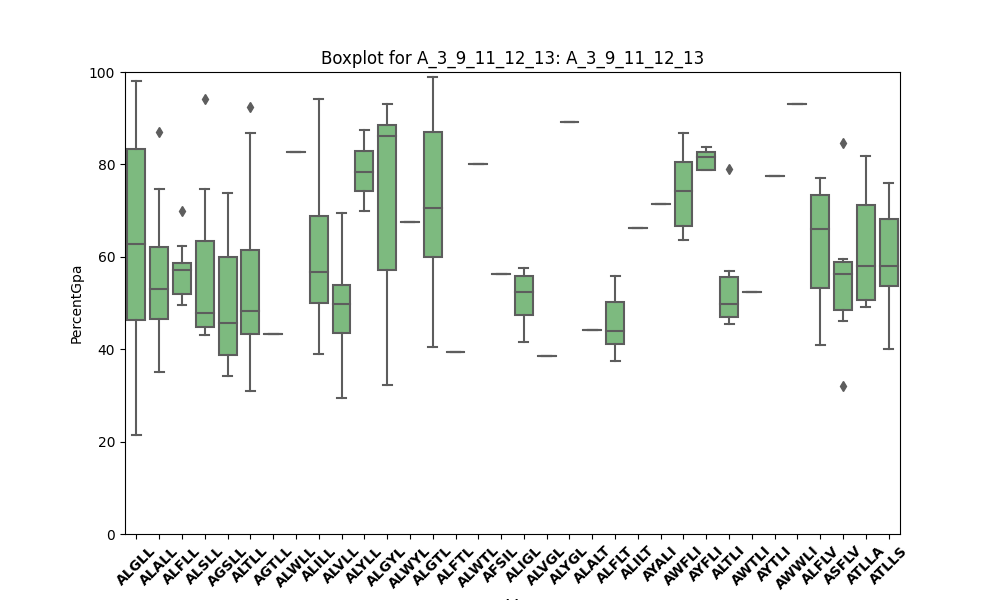 Boxplot for A_3_9_11_12_13: A_3_9_11_12_13
PercentGpa
100
80
60
40
20
0
ALGLL
ALALL
ALFLL
ALSLL
AGSLL
ALTLL
AGTLL
ALWLL
ALILL
ALVLL
ALYLL
ALGYL
ALWYL
ALGTL
ALFTL
ALWTL
AFSIL
ALIGL
ALVGL
ALYGL
ALALT
ALFLT
ALILT
AYALI
AWFLI
AYFLI
ALTLI
AWTLI
AYTLI
AWWLI
ALFLV
ASFLV
ATLLA
ATLLS